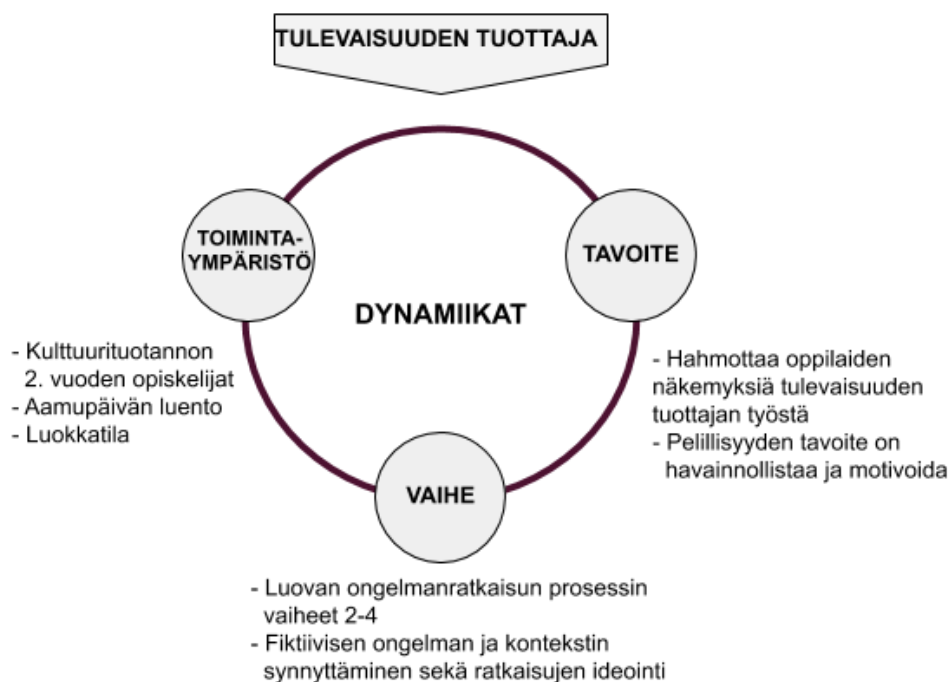 TULEVAISUUDEN TUOTTAJA
TOIMINTA-
YMPÄRISTÖ
TAVOITE
DYNAMIIKAT
- Kulttuurituotannon
2. vuoden opiskelijat
- Aamupäivän luento
- Luokkatila
- Hahmottaa oppilaiden
näkemyksiä tulevaisuuden
tuottajan työstä
- Pelillisyyden tavoite on
havainnollistaa ja motivoida
VAIHE
- Luovan ongelmanratkaisun prosessin
vaiheet 2-4
- Fiktiivisen ongelman ja kontekstin
synnyttäminen sekä ratkaisujen ideointi